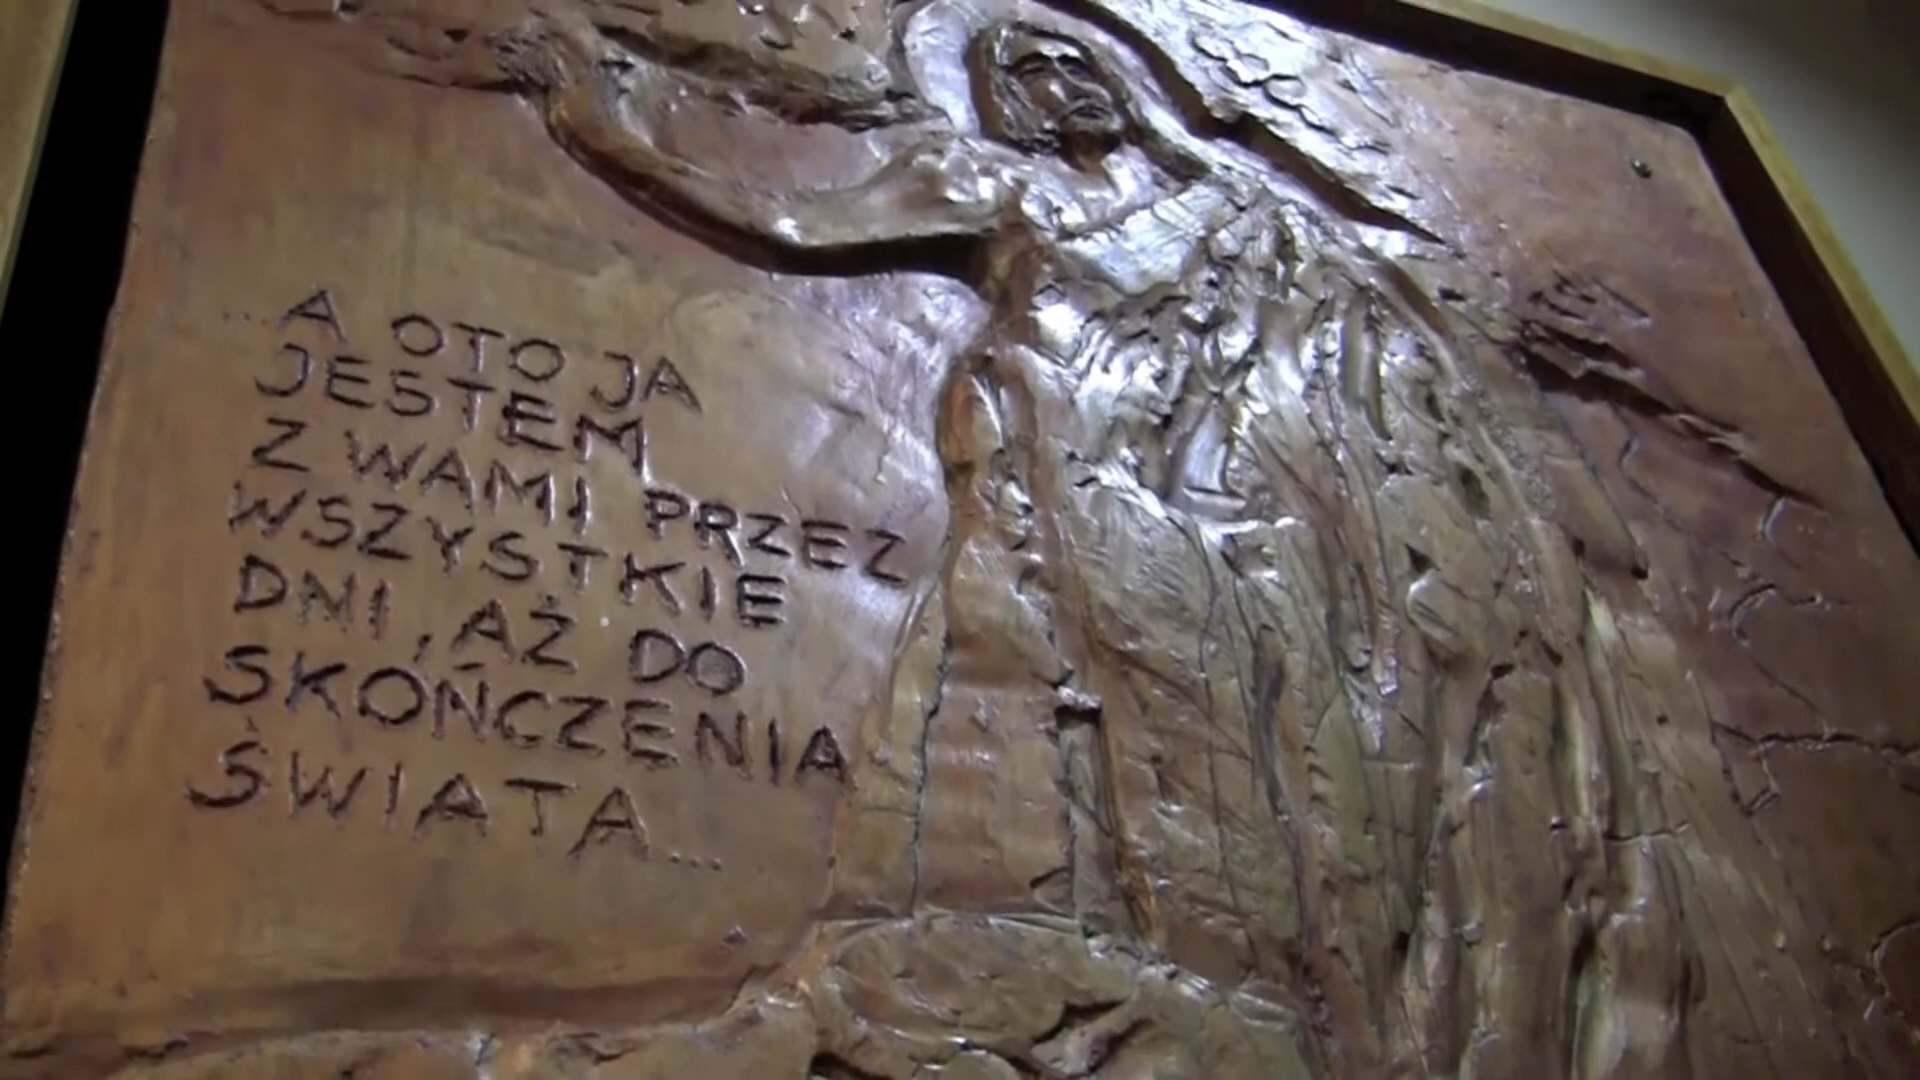 ...A OTO JA
JESTEM
Z WAMI PRZEZ
WSZYSTKIE
DNI, AŻ DO
SKOŃCZENIA
ŚWIATA...